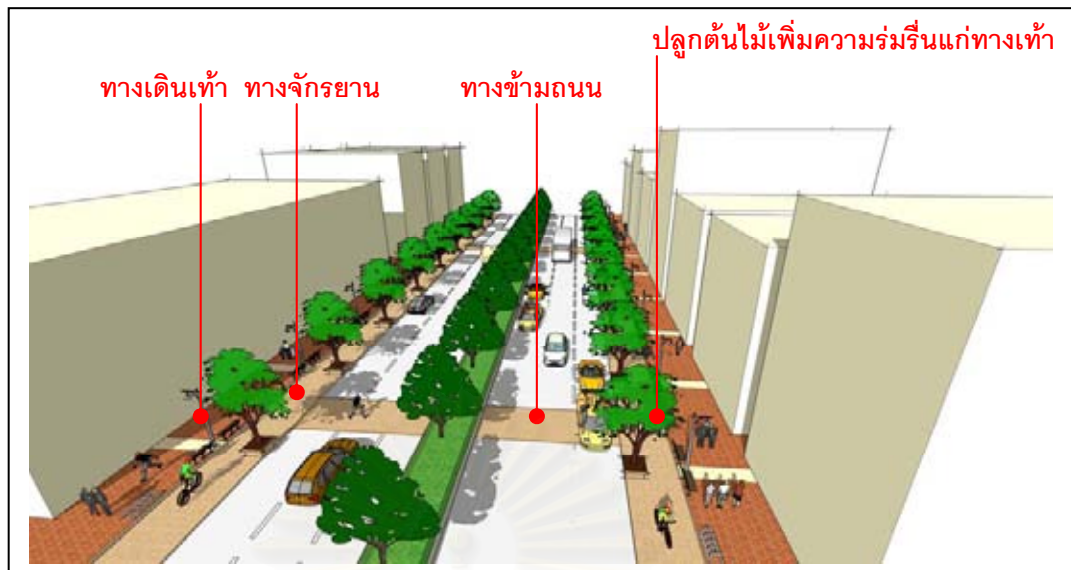 ปลูกต้นไม้เพิ่มความร่มรื่นแก่ทางเท้า
ทางเดินเท้า ทางจักรยาน ทางข้ามถนน